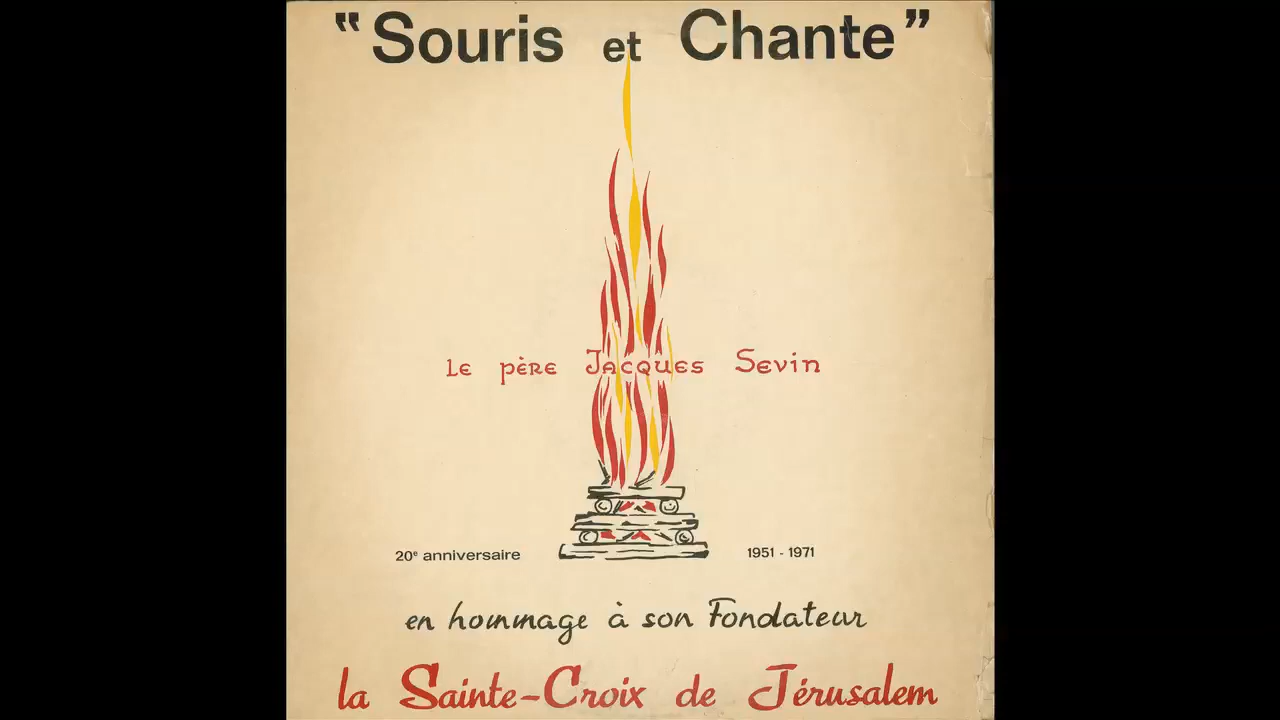 "Souris et Chante"
Le père Jacques Sevin
20e anniversaire 1951 - 1971
en hommage à son Fondateur
la Sainte-Croix de Jérusalem